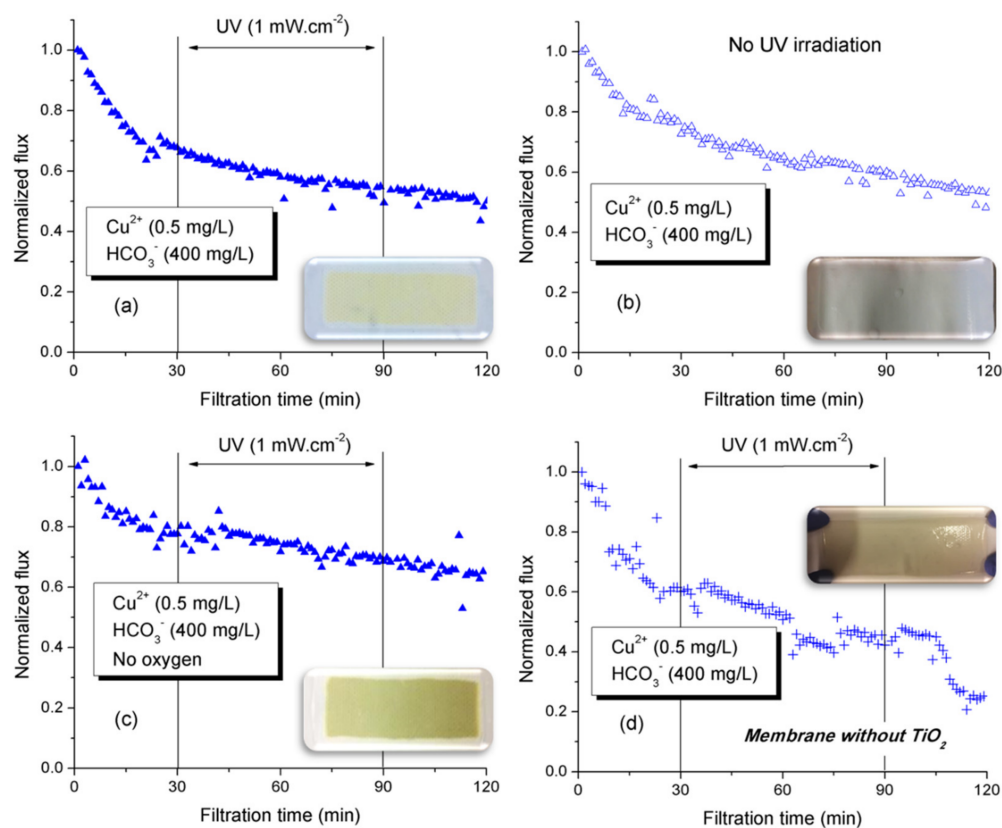 UV (1 mW.cm⁻²)
1.0
0.8
0.6
0.4
0.2
0.0
Normalized flux
Cu²⁺ (0.5 mg/L)
HCO₃⁻ (400 mg/L)
(a)
0
30
60
90
120
Filtration time (min)
No UV irradiation
1.0
0.8
0.6
0.4
0.2
0.0
Normalized flux
Cu²⁺ (0.5 mg/L)
HCO₃⁻ (400 mg/L)
(b)
0
30
60
90
120
Filtration time (min)
UV (1 mW.cm⁻²)
1.0
0.8
0.6
0.4
0.2
0.0
Normalized flux
Cu²⁺ (0.5 mg/L)
HCO₃⁻ (400 mg/L)
No oxygen
(c)
0
30
60
90
120
Filtration time (min)
UV (1 mW.cm⁻²)
1.0
0.8
0.6
0.4
0.2
0.0
Normalized flux
Cu²⁺ (0.5 mg/L)
HCO₃⁻ (400 mg/L)
(d)
Membrane without TiO₂
0
30
60
90
120
Filtration time (min)